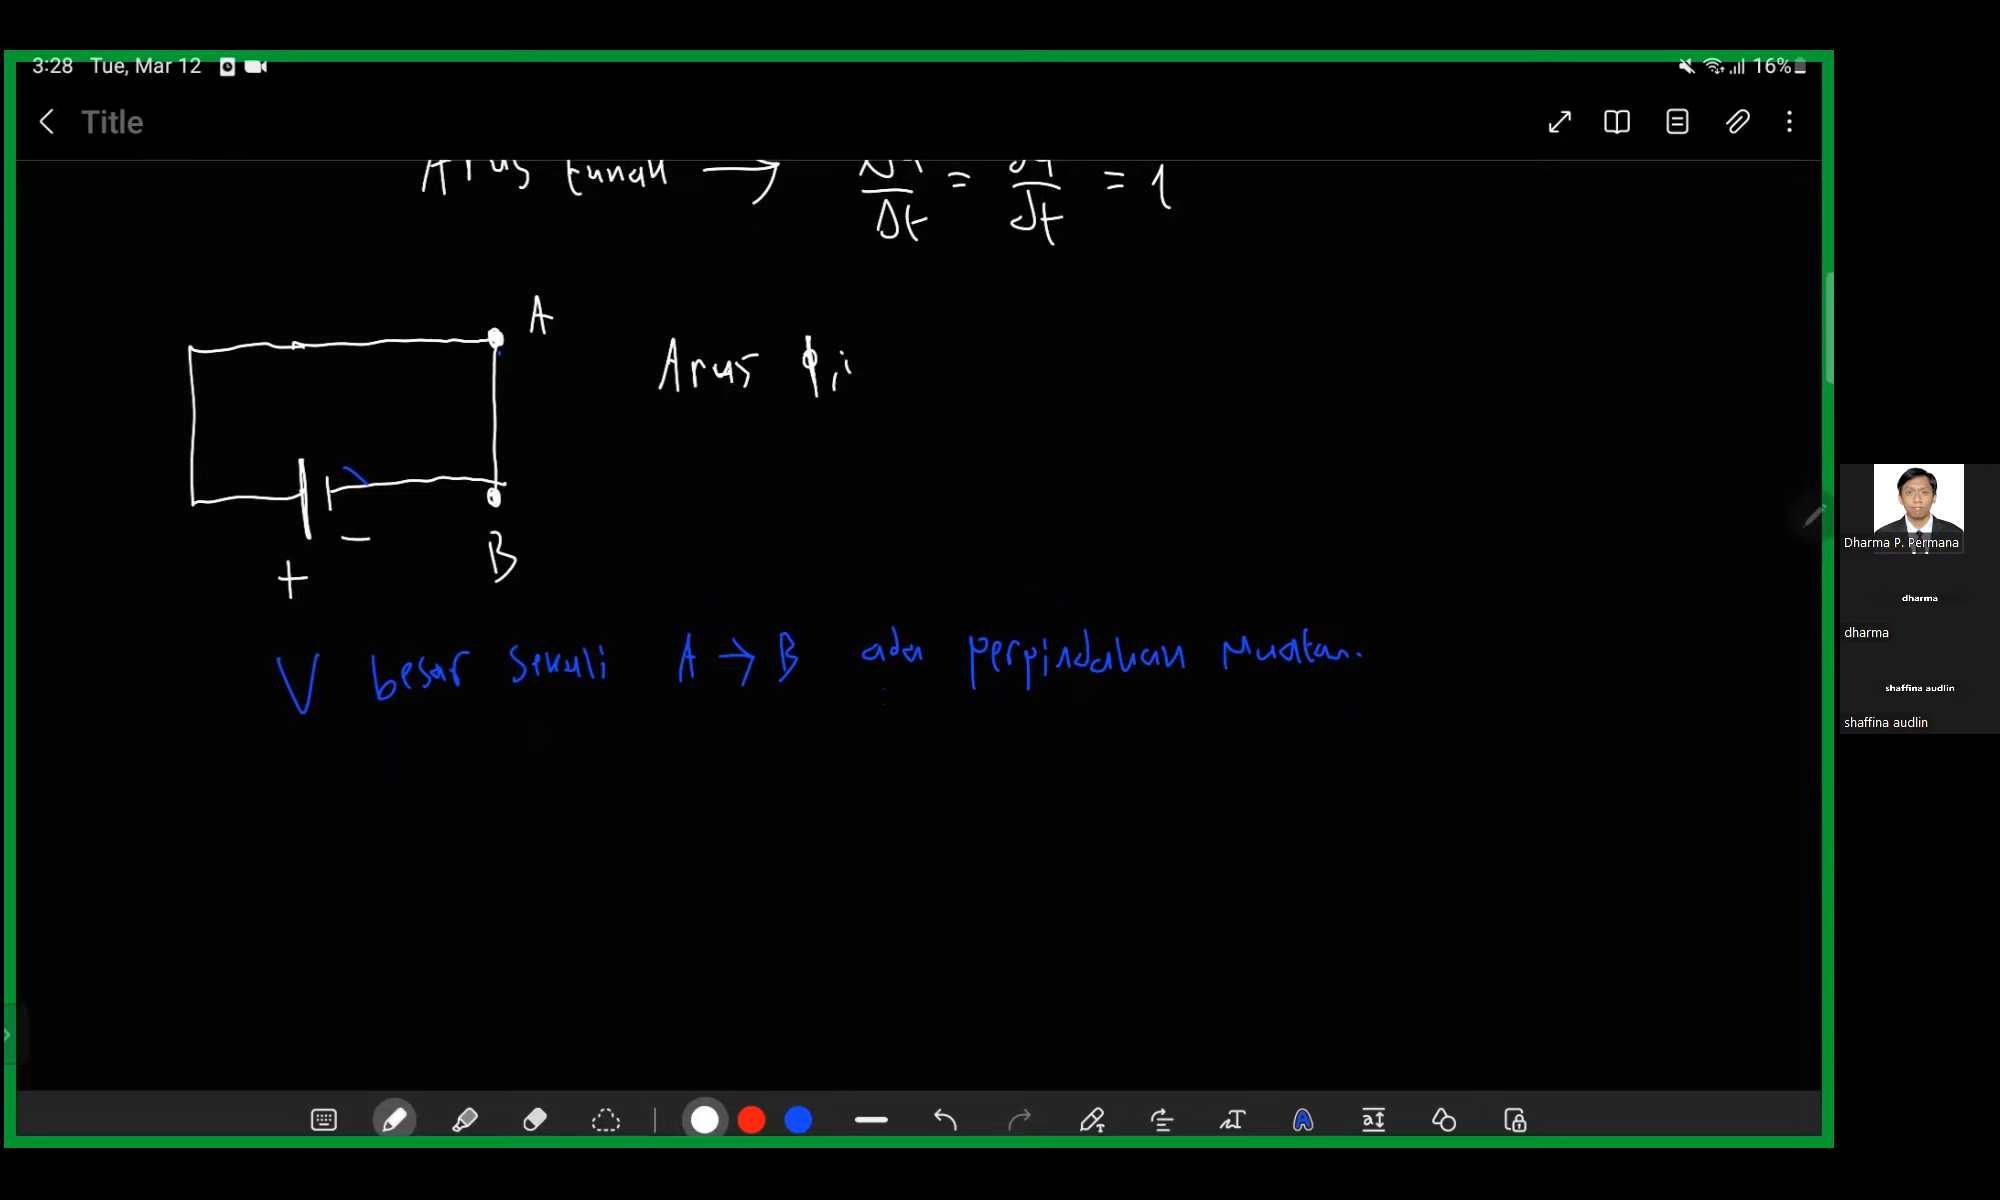 3:28 Tue, Mar 12 16%
Title
Arus tunak → Δq/Δt = dq/dt = 1
A
Arus ϕ,i
+ −
B
V besar sekali A → B ada perpindahan Muatan.
Dharma P. Permana
dharma
dharma
shaffina audlin
shaffina audlin